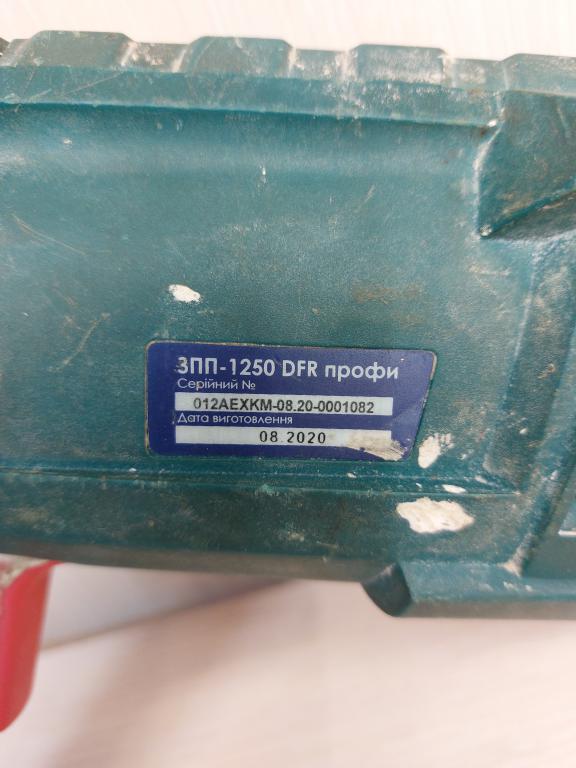 ЗПП-1250 DFR профи
Серійний №
012AEXKM-08.20-0001082
Дата виготовлення
08.2020